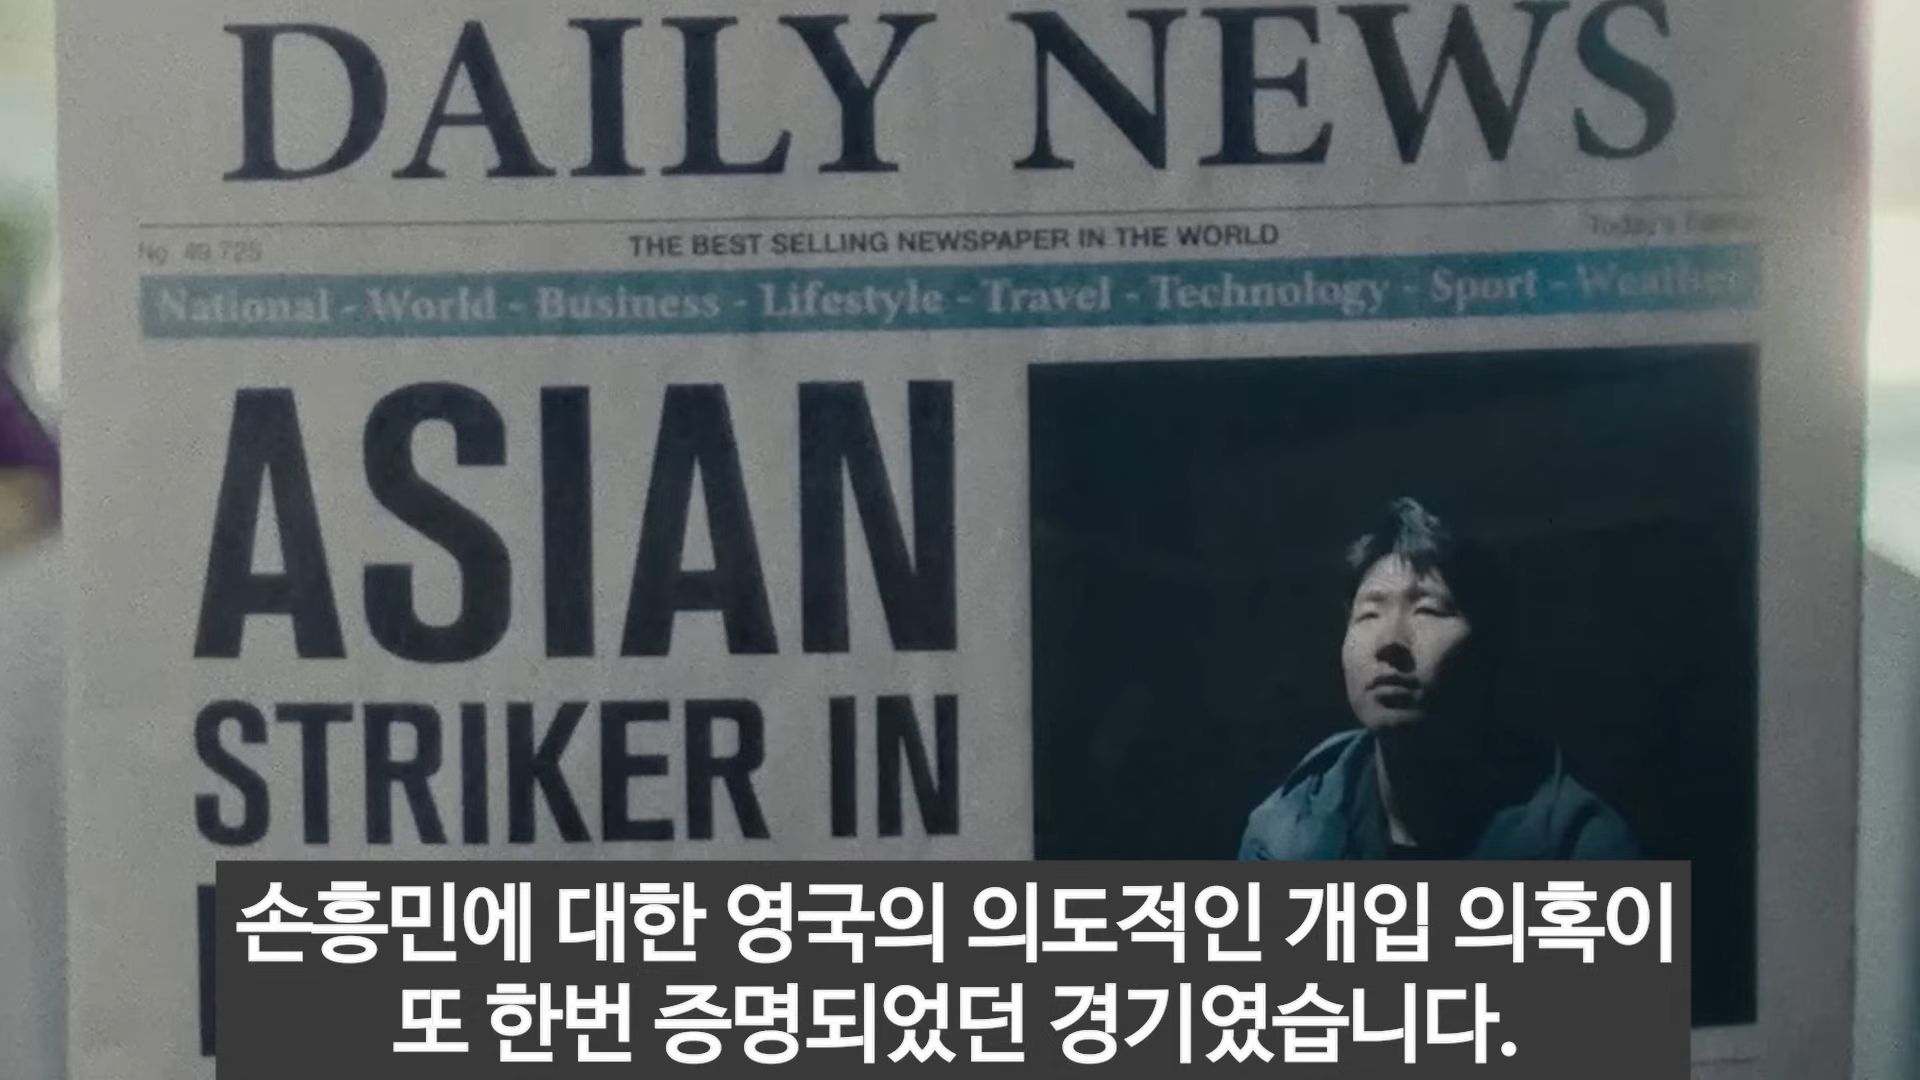 DAILY NEWS
No. 49 725
THE BEST SELLING NEWSPAPER IN THE WORLD
Today's
National - World - Business - Lifestyle - Travel - Technology - Sport - Weather
ASIAN
STRIKER IN
손흥민에 대한 영국의 의도적인 개입 의혹이
또 한번 증명되었던 경기였습니다.